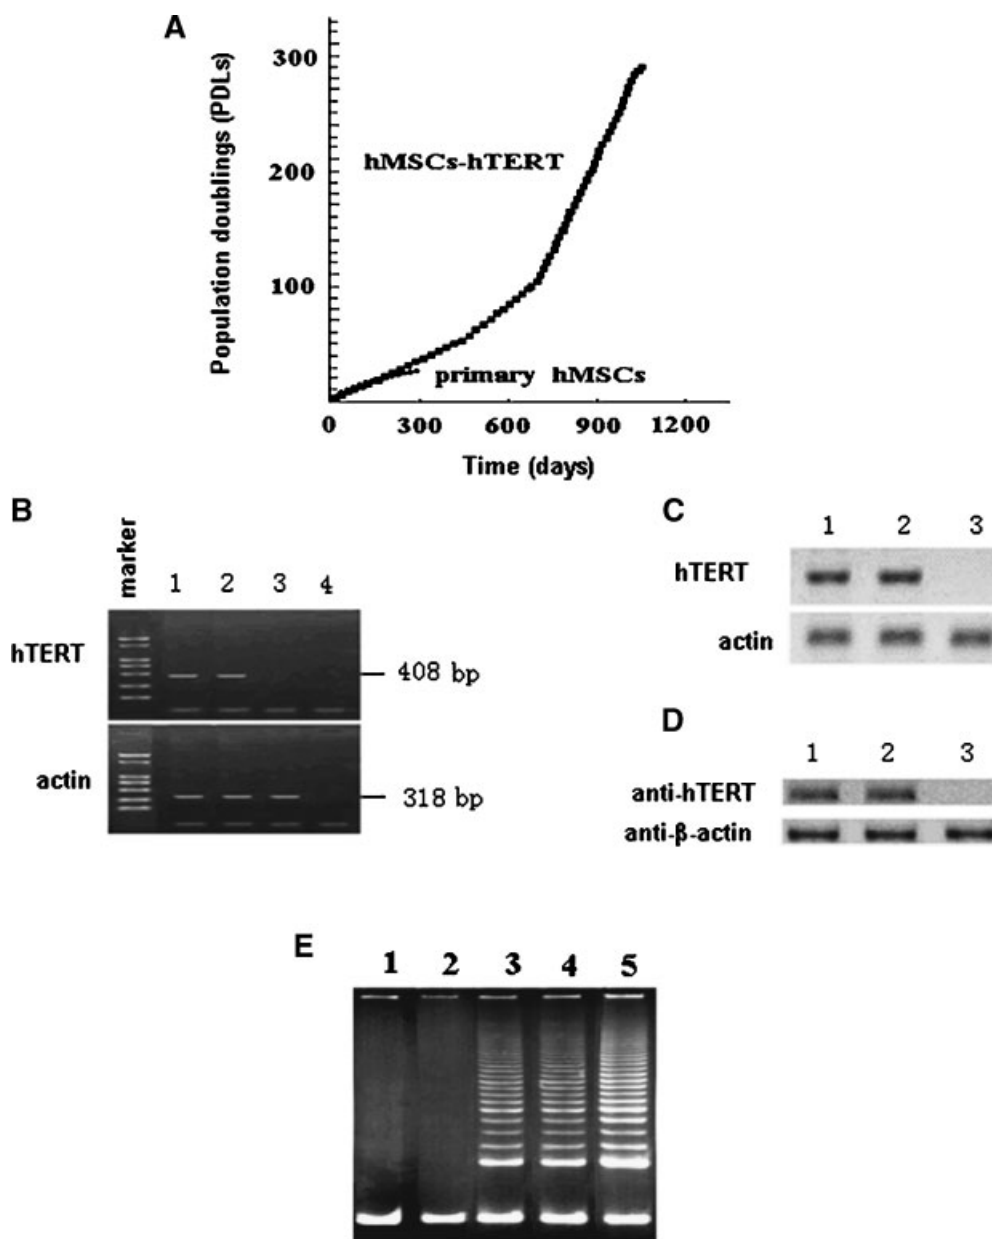 A
Population doublings (PDLs)
300
200
100
hMSCs-hTERT
primary hMSCs
0 300 600 900 1200
Time (days)
B
marker
1 2 3 4
hTERT
408 bp
actin
318 bp
C
1 2 3
hTERT
actin
D
1 2 3
anti-hTERT
anti-β-actin
E
1 2 3 4 5